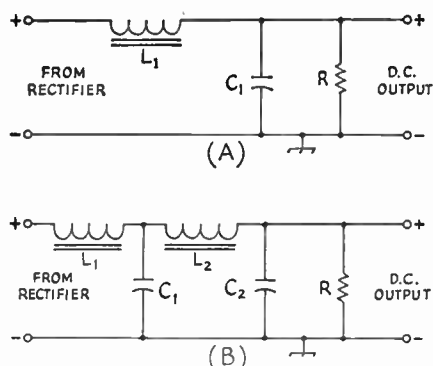 + +
L1
FROM
RECTIFIER
C1 R
D.C.
OUTPUT
- -
(A)
+ +
L1 L2
FROM
RECTIFIER
C1 C2 R
D.C.
OUTPUT
- -
(B)